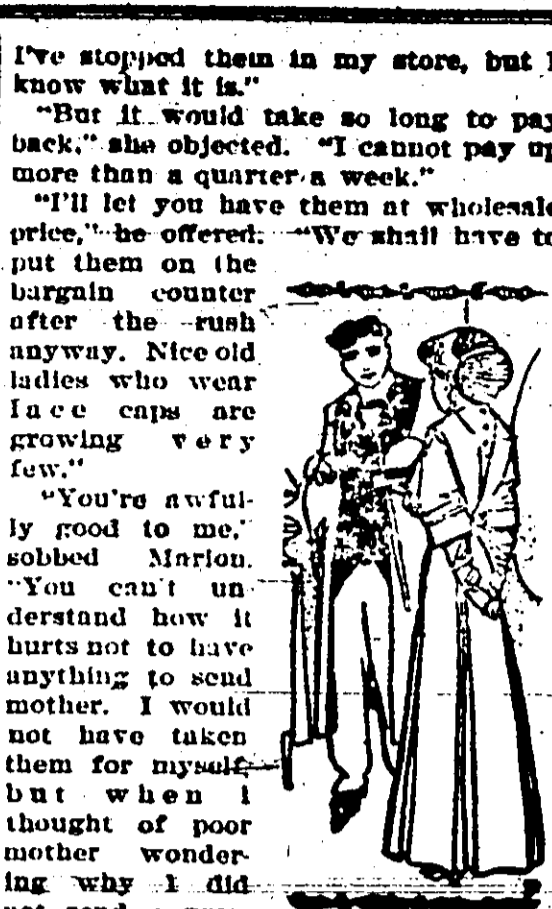 I've stopped them in my store, but I
know what it is."
"But it would take so long to pay
back," she objected. "I cannot pay up
more than a quarter a week."
"I'll let you have them at wholesale
price," he offered. "We shall have to
put them on the
bargain counter
after the rush
anyway. Nice old
ladies who wear
lace caps are
growing very
few."
"You're awful-
ly good to me,"
sobbed Marion.
"You can't un-
derstand how it
hurts not to have
anything to send
mother. I would
not have taken
them for myself,
but when I
thought of poor
mother wonder-
ing why I did
not send a